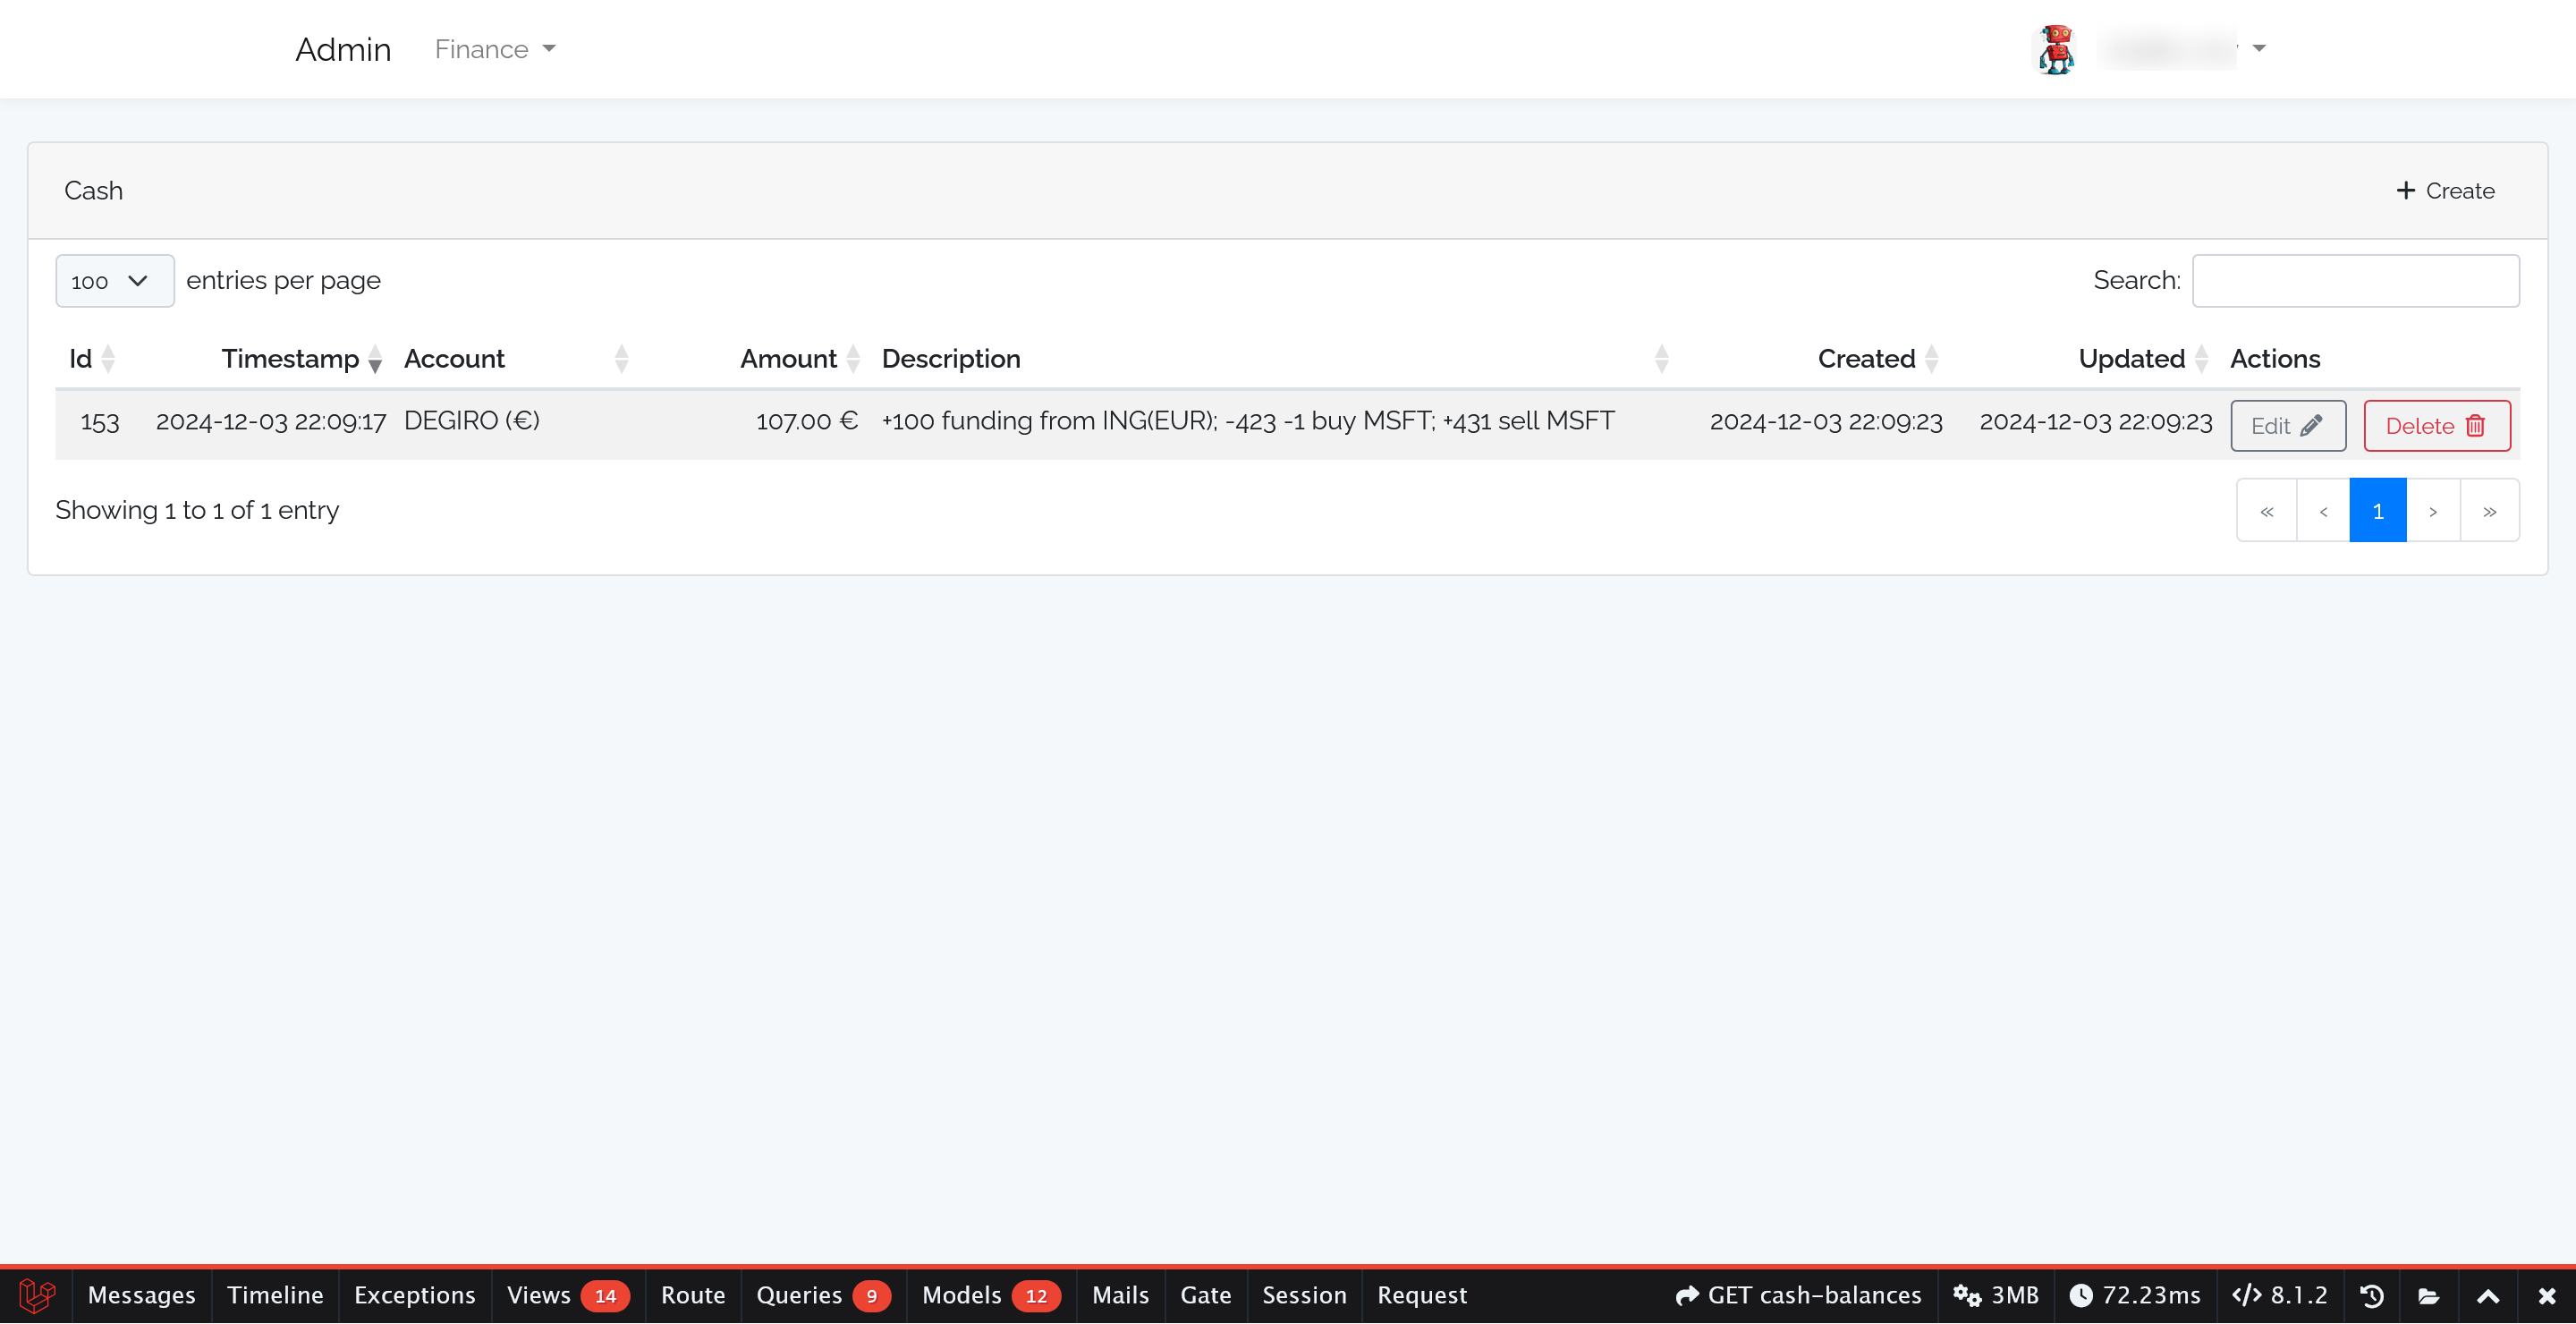 Admin Finance
Cash
Create
100 entries per page Search:
Id Timestamp Account Amount Description Created Updated Actions
153 2024-12-03 22:09:17 DEGIRO (€) 107.00 € +100 funding from ING(EUR); -423 -1 buy MSFT; +431 sell MSFT 2024-12-03 22:09:23 2024-12-03 22:09:23 Edit Delete
Showing 1 to 1 of 1 entry « ‹ 1 › »
Messages Timeline Exceptions Views 14 Route Queries 9 Models 12 Mails Gate Session Request GET cash-balances 3MB 72.23ms </> 8.1.2